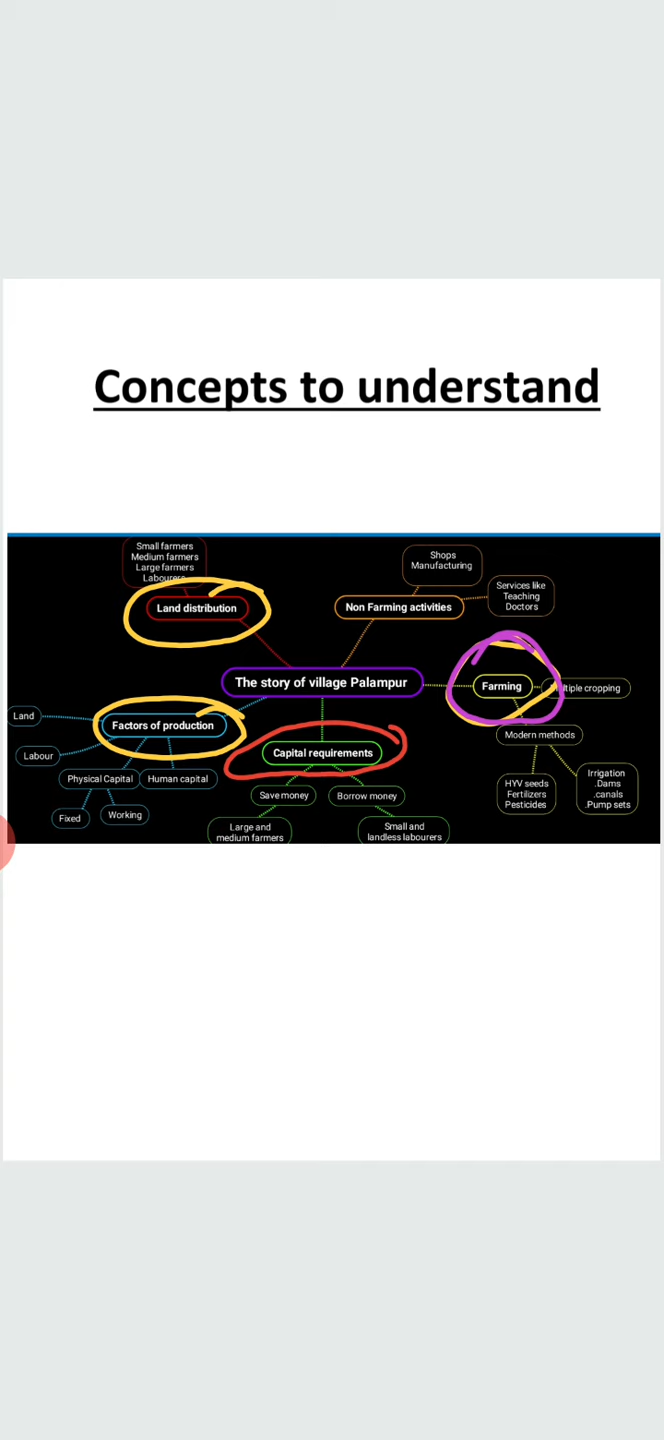 Concepts to understand
Small farmers
Medium farmers
Large farmers
Labourers
Land distribution
Shops
Manufacturing
Non Farming activities
Services like
Teaching
Doctors
The story of village Palampur
Farming
Modern methods
HYV seeds
Fertilizers
Pesticides
Irrigation
.Dams
.canals
.Pump sets
Factors of production
Land
Labour
Physical Capital
Human capital
Fixed
Working
Capital requirements
Save money
Borrow money
Large and
medium farmers
Small and
landless labourers
cropping